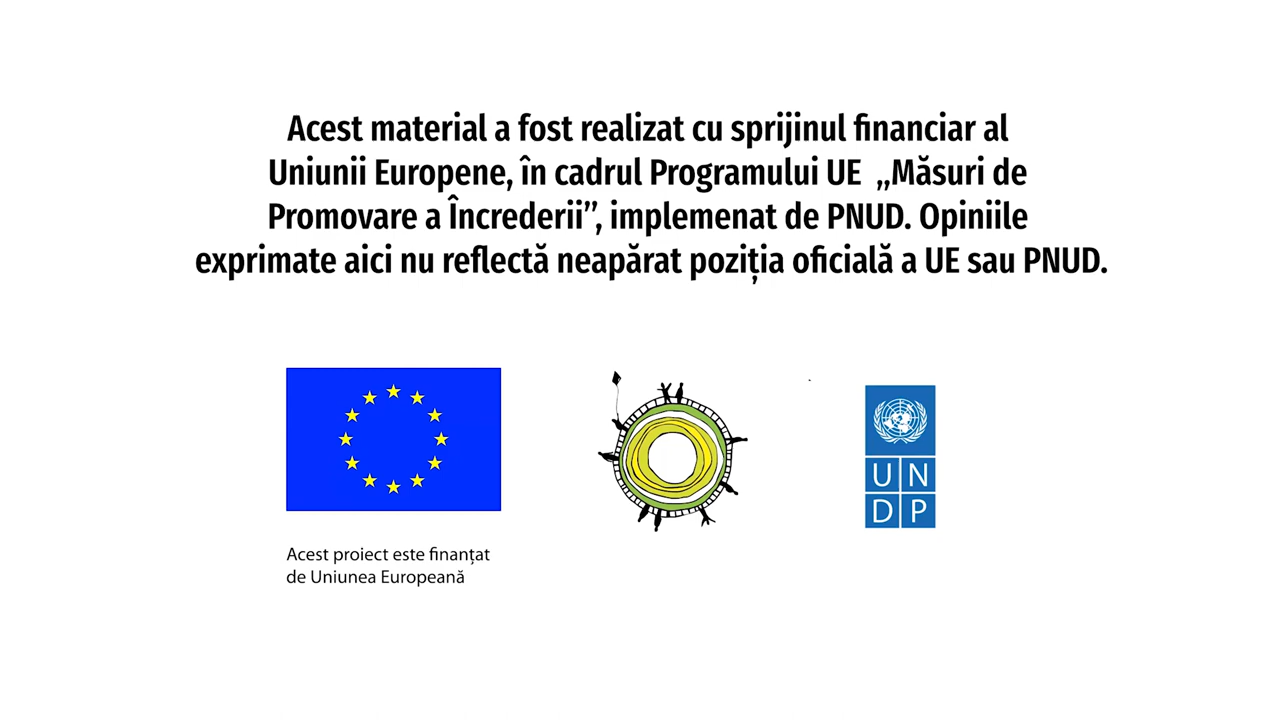 Acest material a fost realizat cu sprijinul financiar al
Uniunii Europene, în cadrul Programului UE „Măsuri de
Promovare a Încrederii”, implemenat de PNUD. Opiniile
exprimate aici nu reflectă neapărat poziția oficială a UE sau PNUD.
U N
D P
Acest proiect este finanțat
de Uniunea Europeană